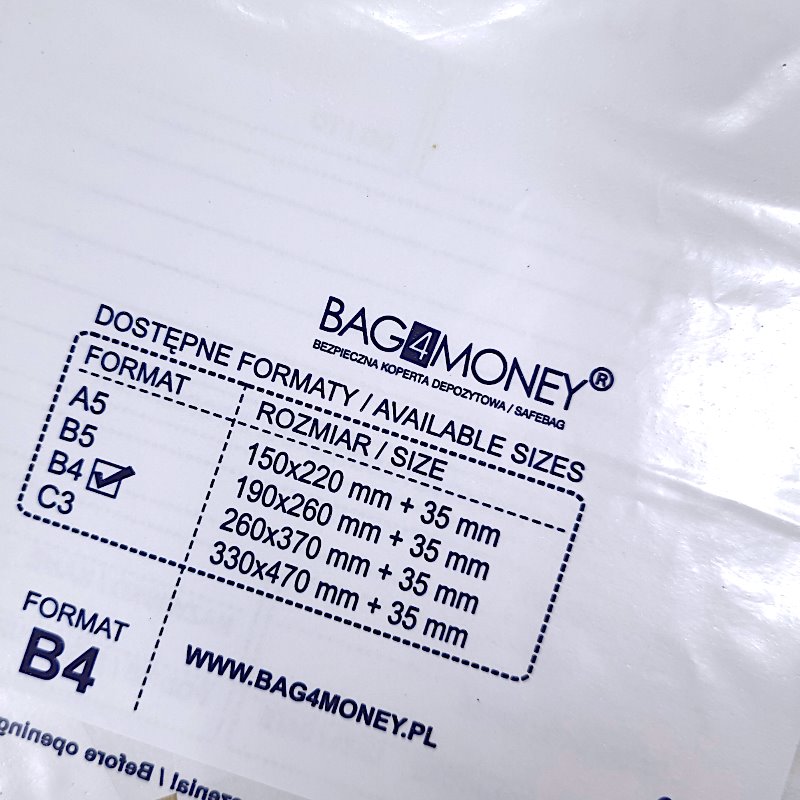 BAG4MONEY®
BEZPIECZNA KOPERTA DEPOZYTOWA / SAFEBAG
DOSTĘPNE FORMATY / AVAILABLE SIZES
FORMAT ROZMIAR / SIZE
A5 150x220 mm + 35 mm
B5 190x260 mm + 35 mm
B4 260x370 mm + 35 mm
C3 330x470 mm + 35 mm
FORMAT
B4
WWW.BAG4MONEY.PL
/ Before opening